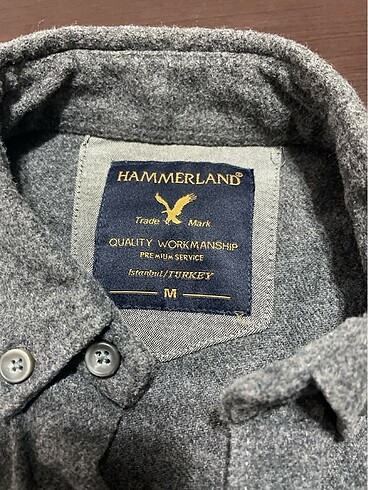 HAMMERLAND®
Trade Mark
QUALITY WORKMANSHIP
PREMIUM SERVICE
Istanbul/TURKEY
M